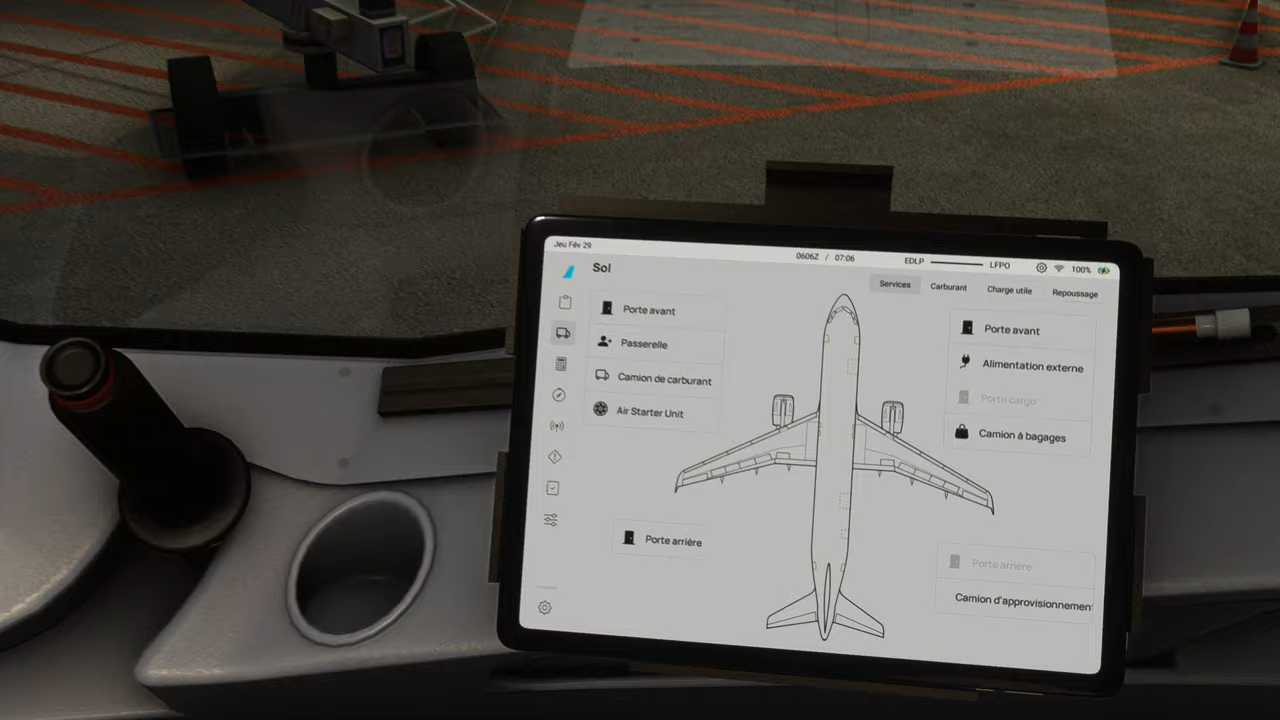 Jeu Fév 29
0606Z / 07:06
EDLP
LFPO
100%
Sol
Services
Carburant
Charge utile
Repoussage
Porte avant
Passerelle
Camion de carburant
Air Starter Unit
Porte avant
Alimentation externe
Porte cargo
Camion à bagages
Porte arrière
Porte arrière
Camion d'approvisionnemen